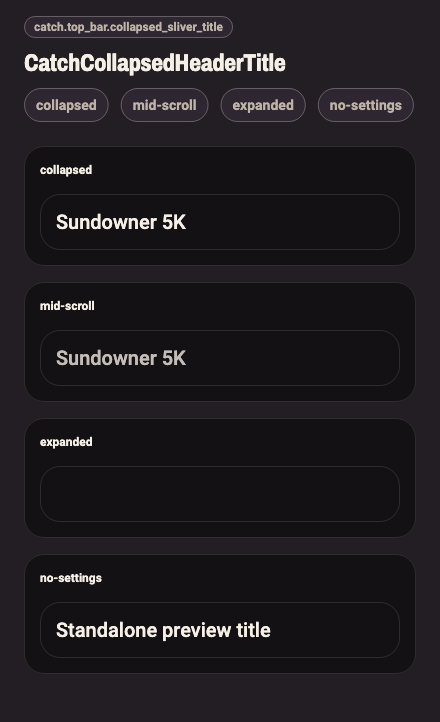 catch.top_bar.collapsed_sliver_title
CatchCollapsedHeaderTitle
collapsed mid-scroll expanded no-settings
collapsed
Sundowner 5K
mid-scroll
Sundowner 5K
expanded
no-settings
Standalone preview title